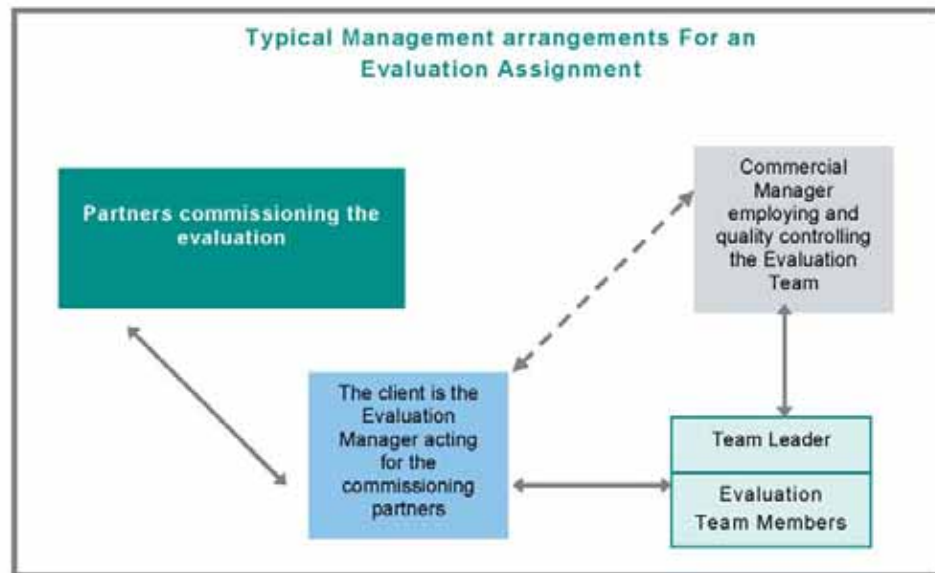 Typical Management arrangements For an
Evaluation Assignment
Partners commissioning the
evaluation
Commercial
Manager
employing and
quality controlling
the Evaluation
Team
The client is the
Evaluation
Manager acting
for the
commissioning
partners
Team Leader
Evaluation
Team Members